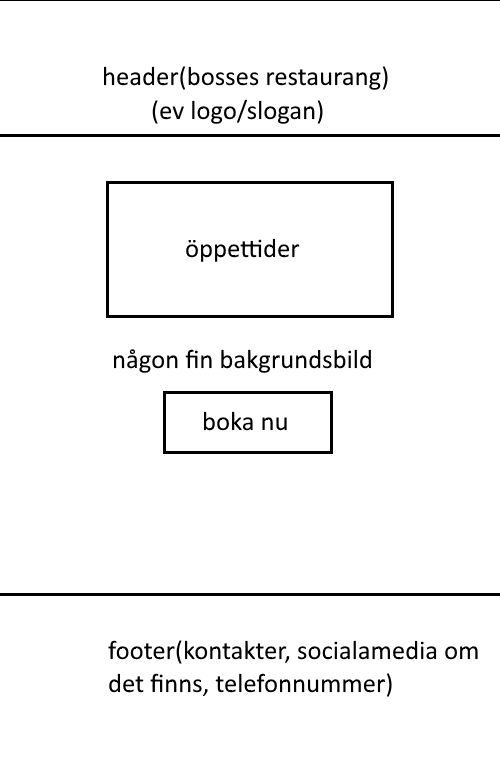 header(bosses restaurang)
(ev logo/slogan)
öppettider
någon fin bakgrundsbild
boka nu
footer(kontakter, socialamedia om
det finns, telefonnummer)